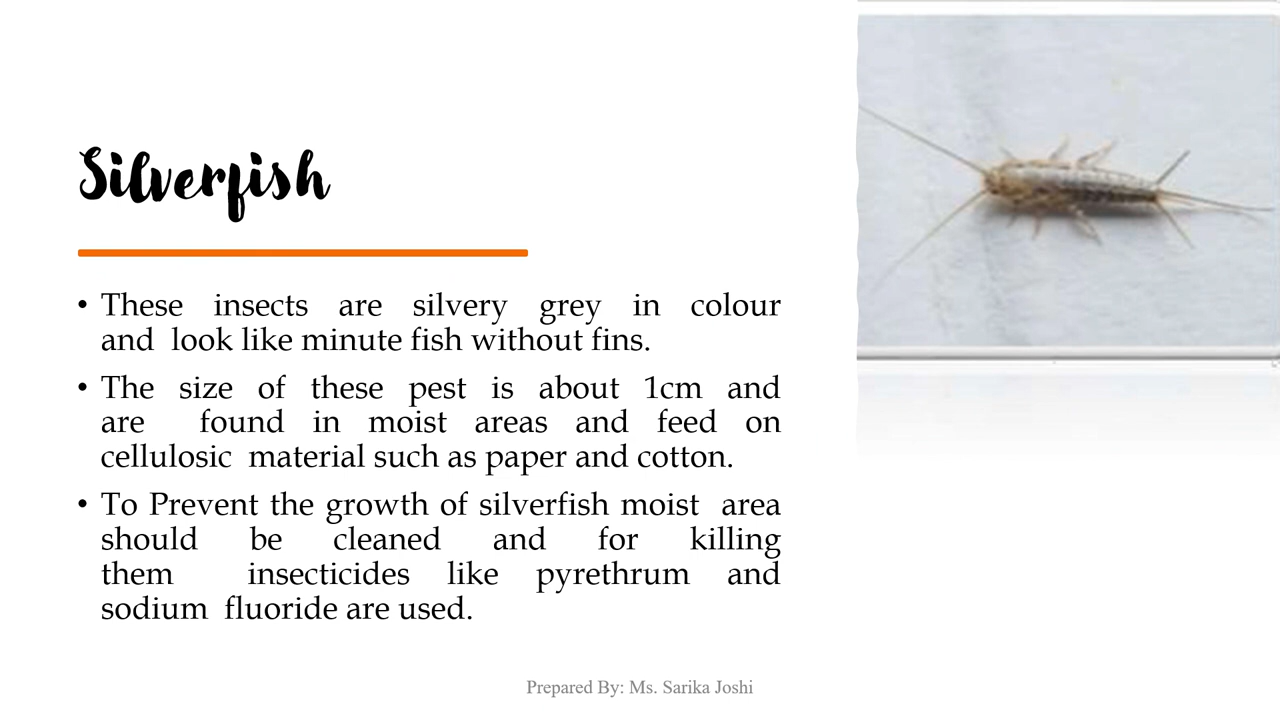 Silverfish
• These insects are silvery grey in colour
and look like minute fish without fins.
• The size of these pest is about 1cm and
are found in moist areas and feed on
cellulosic material such as paper and cotton.
• To Prevent the growth of silverfish moist area
should be cleaned and for killing
them insecticides like pyrethrum and
sodium fluoride are used.
Prepared By: Ms. Sarika Joshi